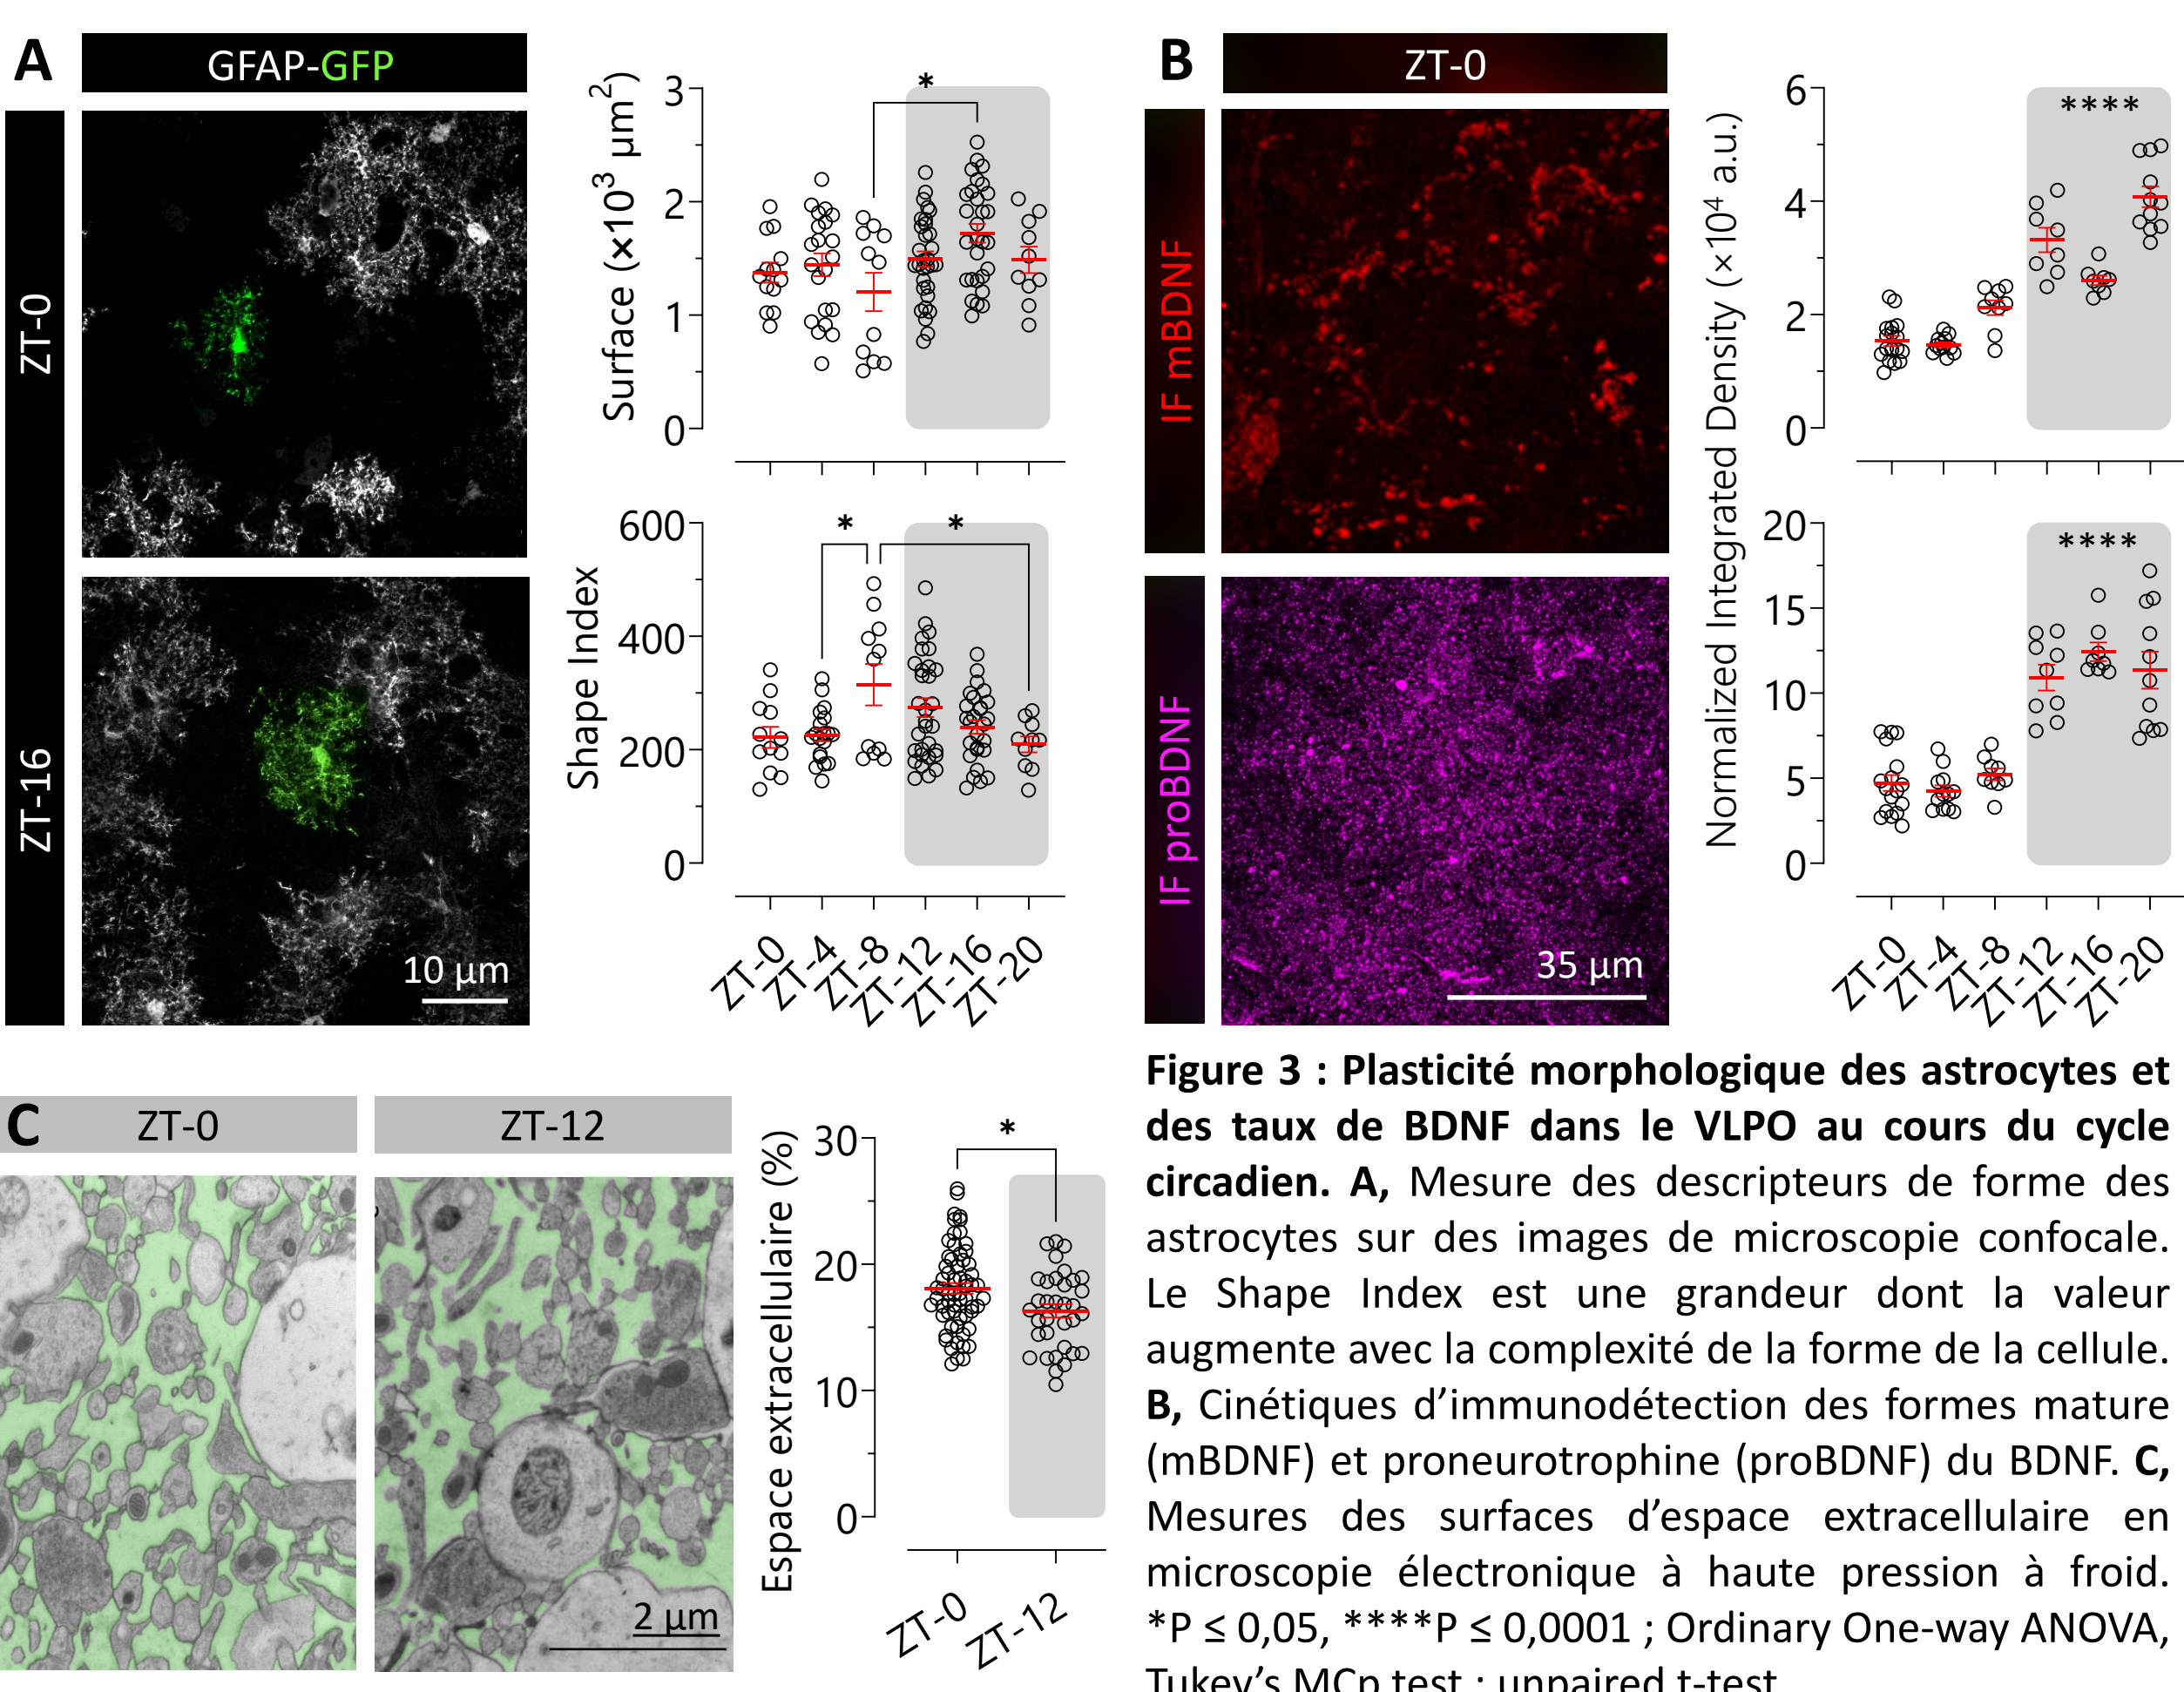 A
GFAP-GFP
ZT-0
ZT-16
10 µm
Surface (×10³ µm²)
3
2
1
0
*
Shape Index
600
400
200
0
*
*
ZT-0
ZT-4
ZT-8
ZT-12
ZT-16
ZT-20
B
ZT-0
IF mBDNF
IF proBDNF
35 µm
Normalized Integrated Density (×10⁴ a.u.)
6
4
2
0
****
20
15
10
5
0
****
ZT-0
ZT-4
ZT-8
ZT-12
ZT-16
ZT-20
C
ZT-0
ZT-12
2 µm
Espace extracellulaire (%)
30
20
10
0
*
ZT-0
ZT-12
Figure 3 : Plasticité morphologique des astrocytes et
des taux de BDNF dans le VLPO au cours du cycle
circadien. A, Mesure des descripteurs de forme des
astrocytes sur des images de microscopie confocale.
Le Shape Index est une grandeur dont la valeur
augmente avec la complexité de la forme de la cellule.
B, Cinétiques d’immunodétection des formes mature
(mBDNF) et proneurotrophine (proBDNF) du BDNF. C,
Mesures des surfaces d’espace extracellulaire en
microscopie électronique à haute pression à froid.
*P ≤ 0,05, ****P ≤ 0,0001 ; Ordinary One-way ANOVA,
Tukey’s MCp test ; unpaired t-test